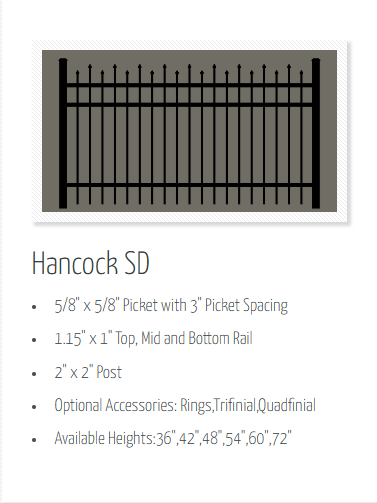 Hancock SD
• 5/8" x 5/8" Picket with 3" Picket Spacing
• 1.15" x 1" Top, Mid and Bottom Rail
• 2" x 2" Post
• Optional Accessories: Rings,Trifinial,Quadfinial
• Available Heights:36",42",48",54",60",72"